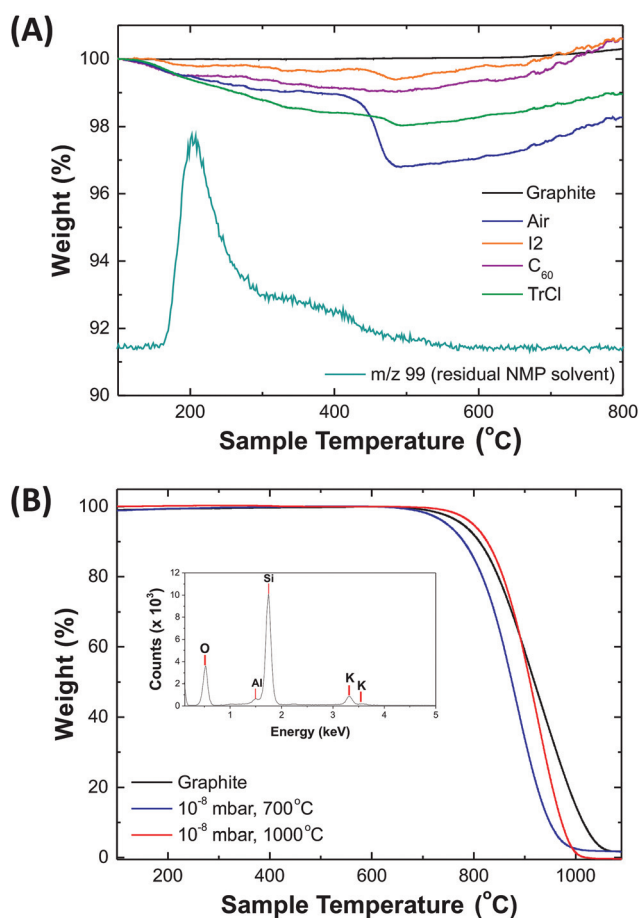 (A)
100
98
96
94
92
90
Weight (%)
Graphite
Air
I2
C₆₀
TrCl
m/z 99 (residual NMP solvent)
200
400
600
800
Sample Temperature (°C)
(B)
100
80
60
40
20
0
Weight (%)
12
10
8
6
4
2
0
Counts (x 10³)
O
Al
Si
K
K
1
2
3
4
5
Energy (keV)
Graphite
10⁻⁸ mbar, 700°C
10⁻⁸ mbar, 1000°C
200
400
600
800
1000
Sample Temperature (°C)